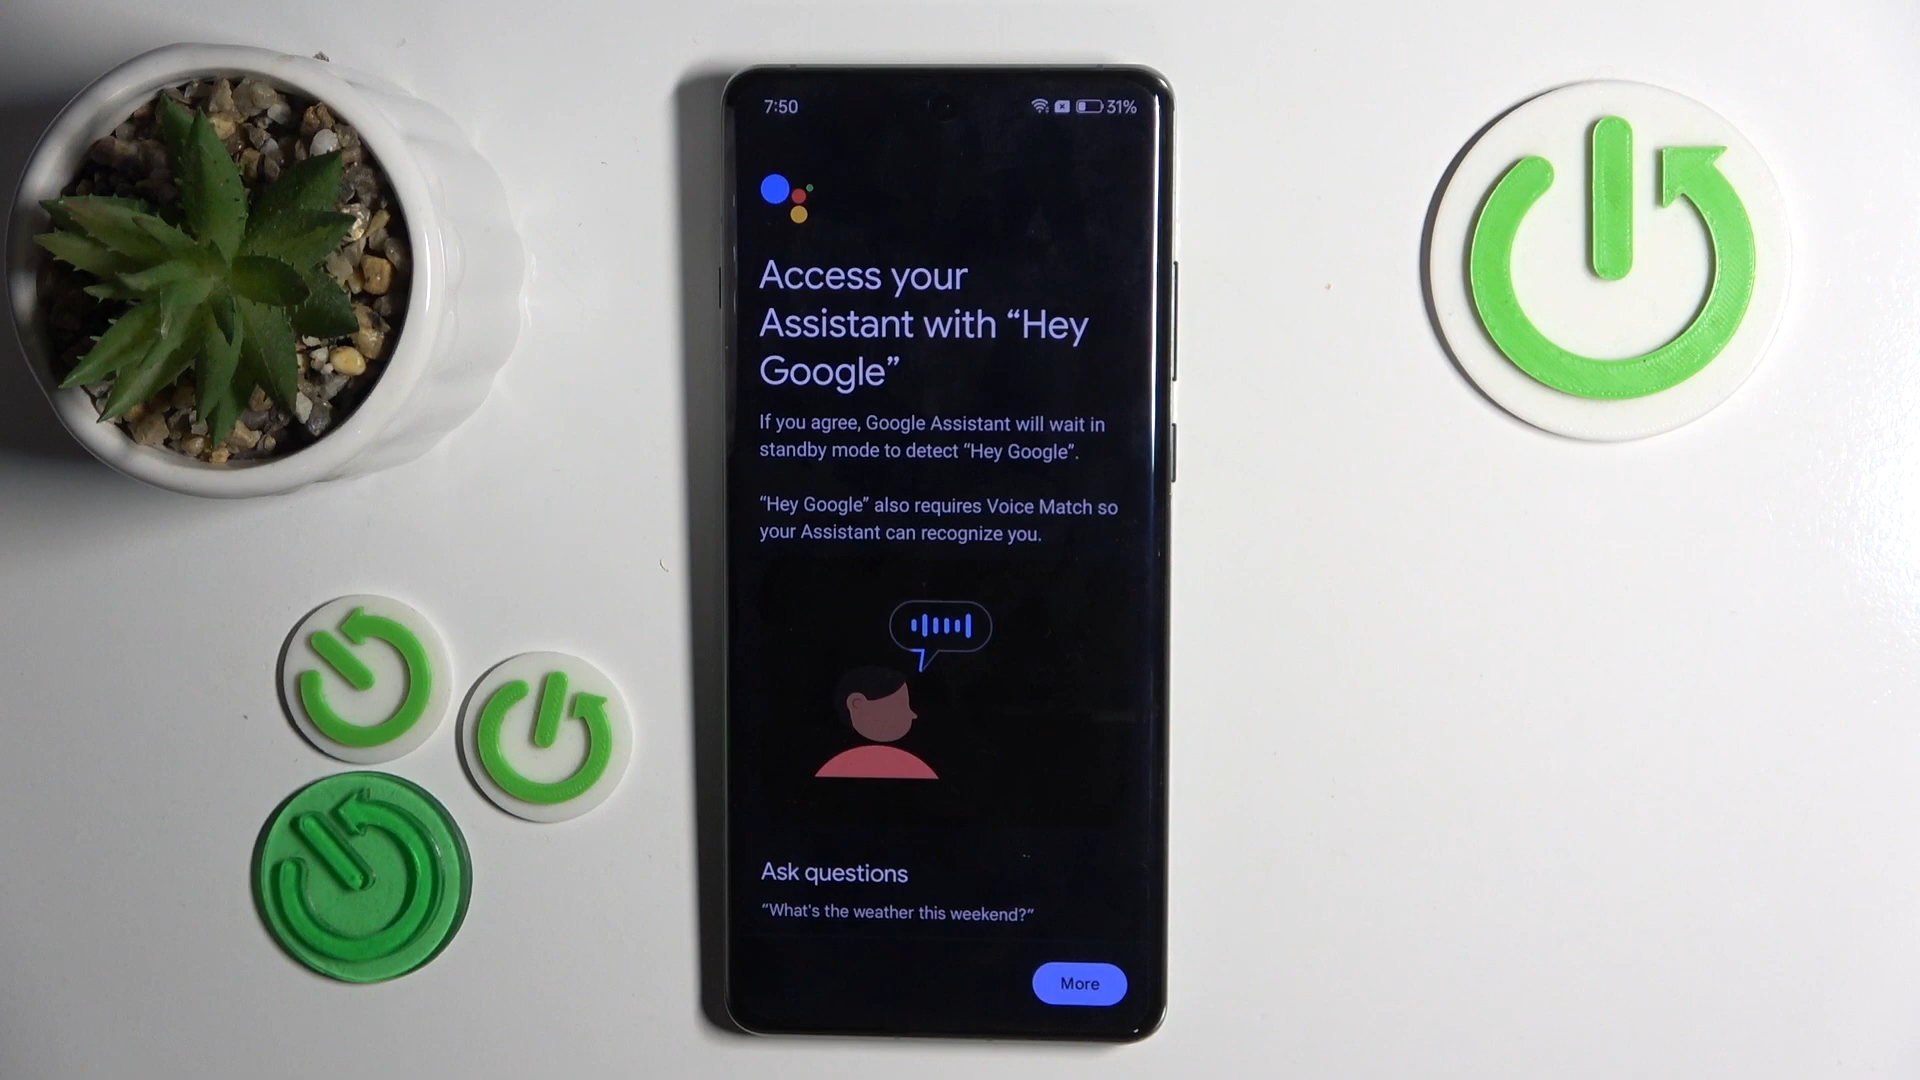 7:50
31%
Access your
Assistant with “Hey
Google”
If you agree, Google Assistant will wait in
standby mode to detect “Hey Google”.
“Hey Google” also requires Voice Match so
your Assistant can recognize you.
Ask questions
“What's the weather this weekend?”
More